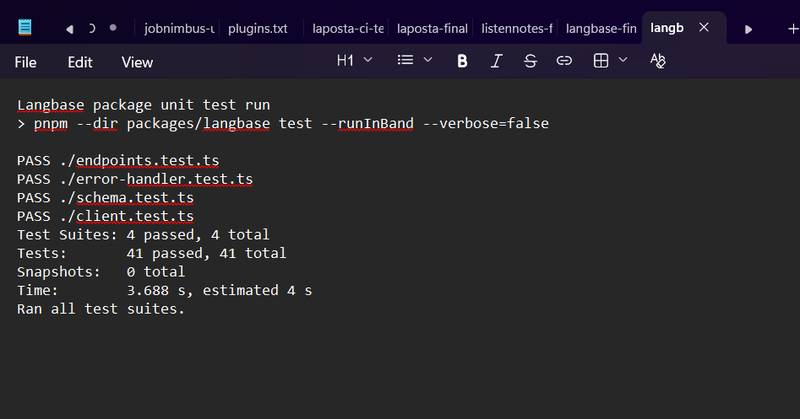 jobnimbus-u plugins.txt laposta-ci-te laposta-final listennotes-f langbase-fin langb
File Edit View H1 B I S
Langbase package unit test run
> pnpm --dir packages/langbase test --runInBand --verbose=false
PASS ./endpoints.test.ts
PASS ./error-handler.test.ts
PASS ./schema.test.ts
PASS ./client.test.ts
Test Suites: 4 passed, 4 total
Tests:       41 passed, 41 total
Snapshots:   0 total
Time:        3.688 s, estimated 4 s
Ran all test suites.